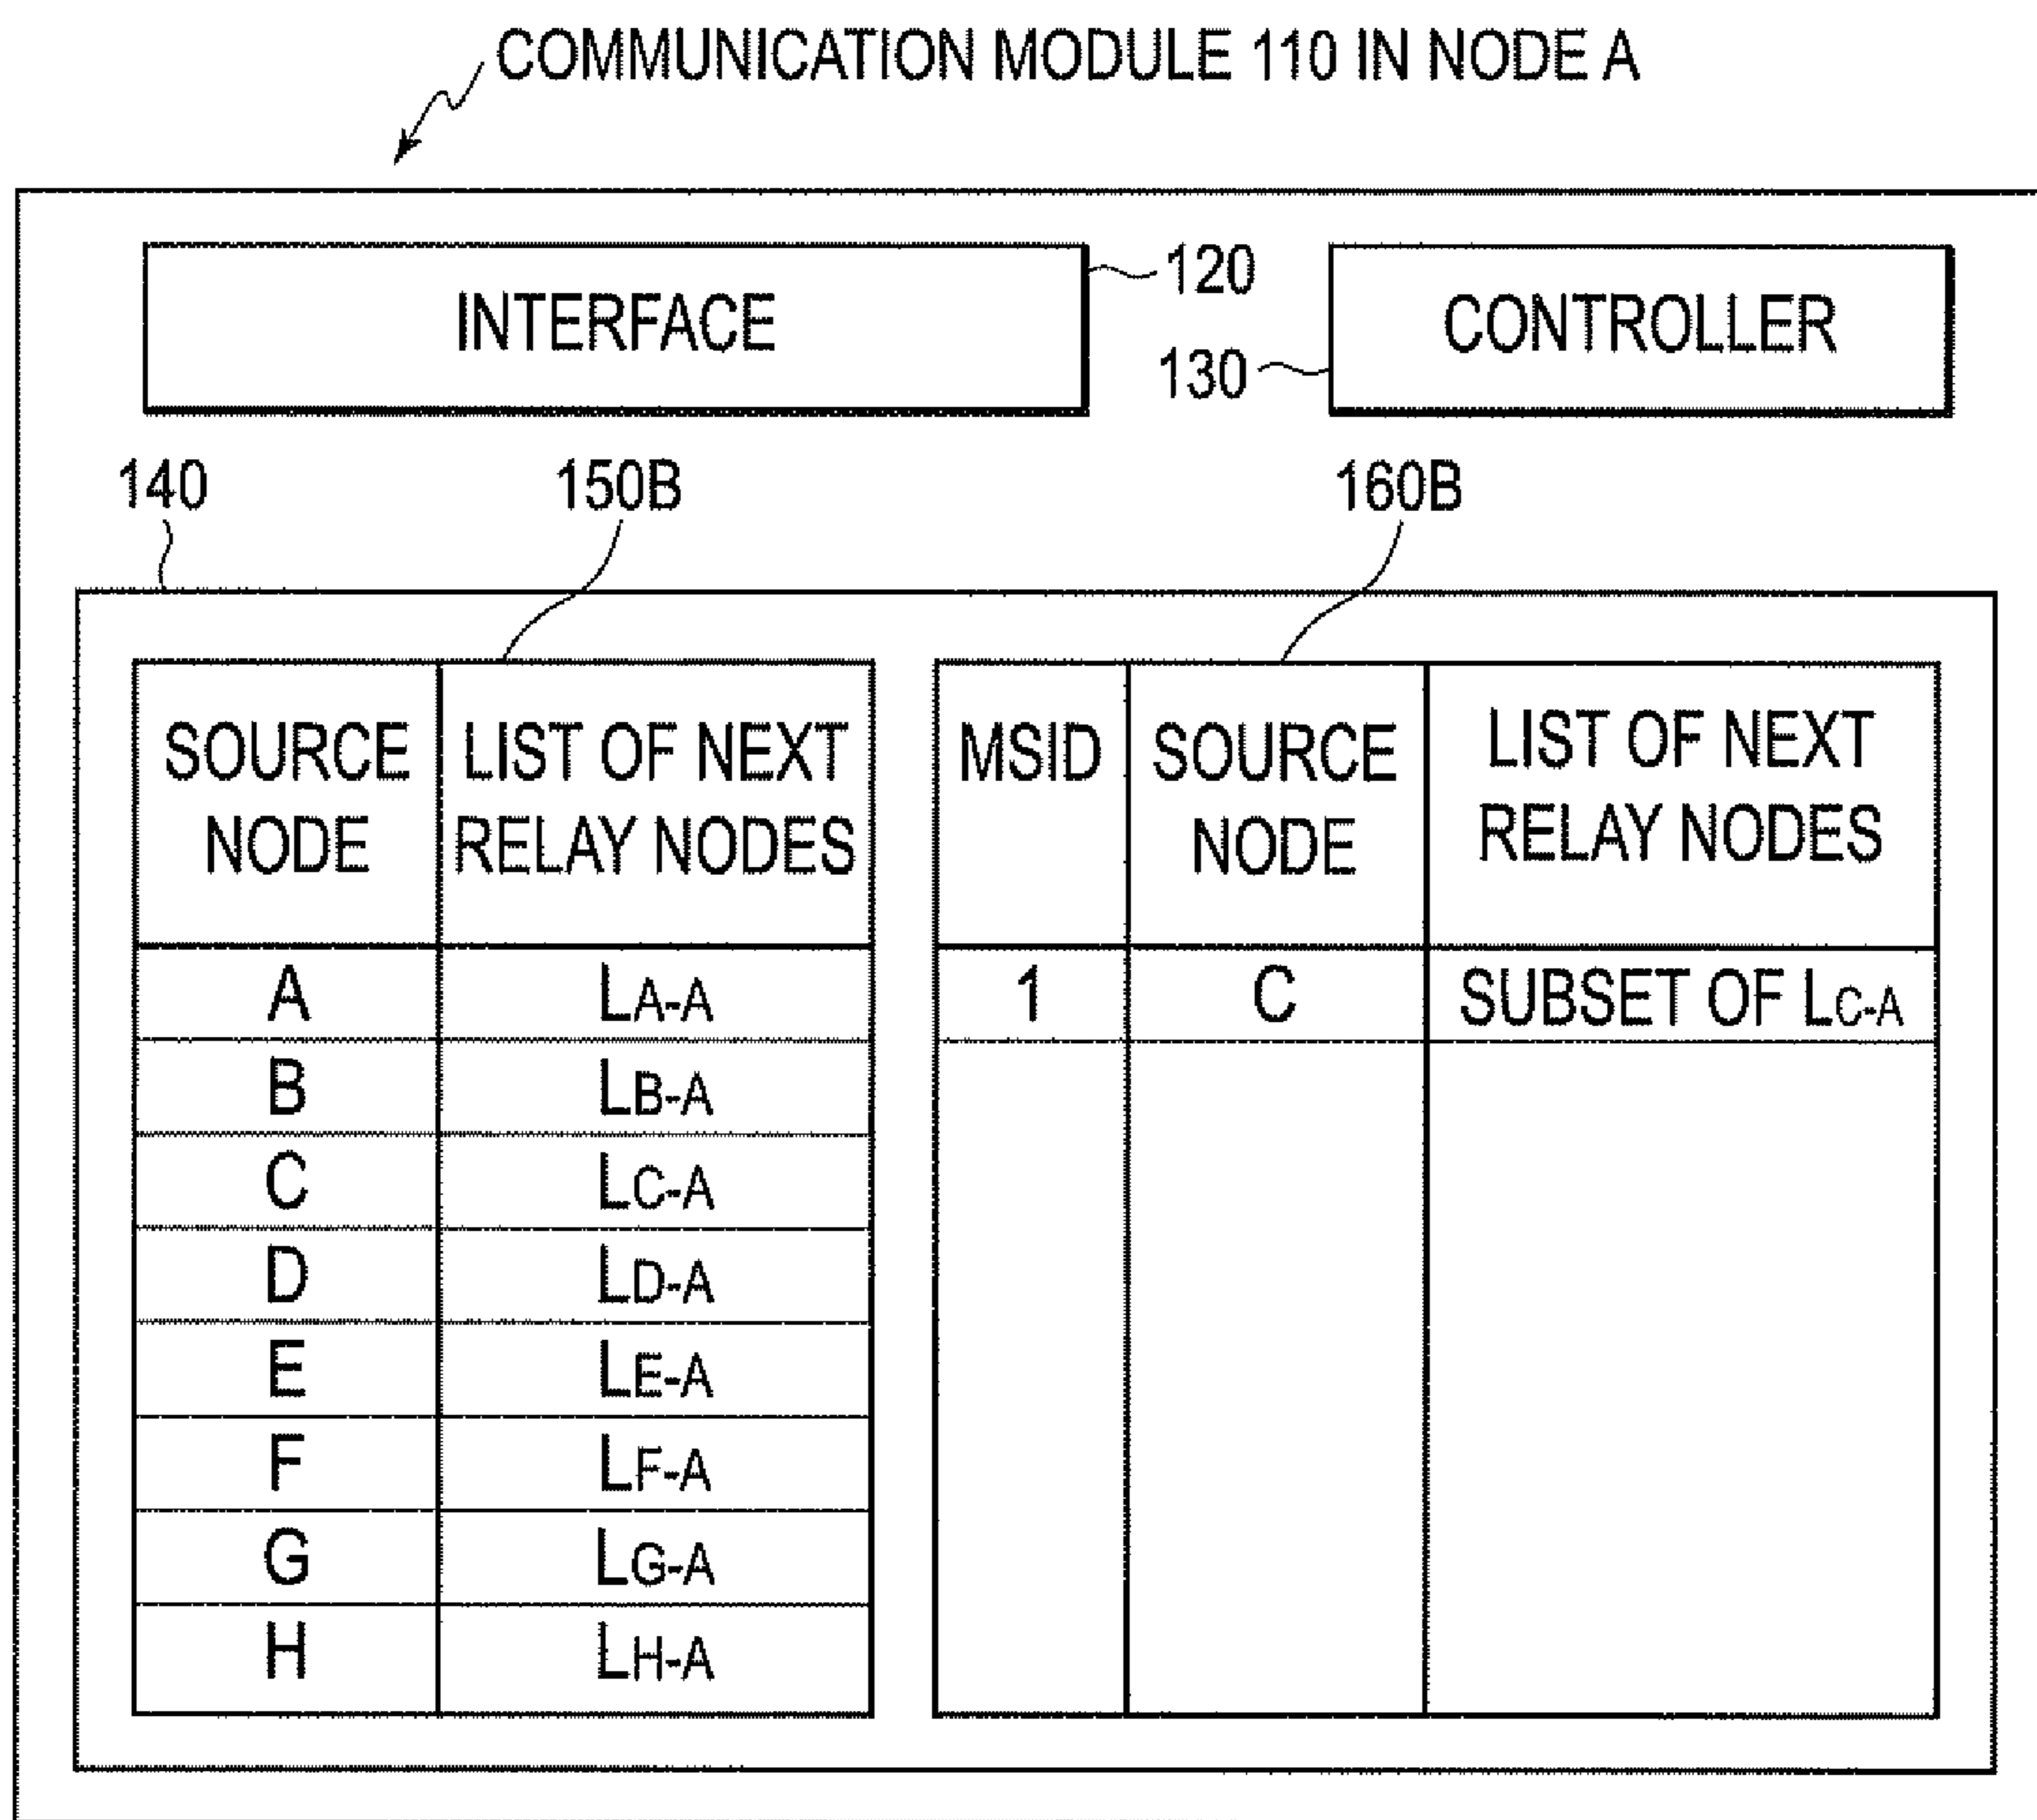 COMMUNICATION MODULE 110 IN NODE A
INTERFACE
120
130
CONTROLLER
140
150B
160B
SOURCE NODE
LIST OF NEXT RELAY NODES
A
LA-A
B
LB-A
C
LC-A
D
LD-A
E
LE-A
F
LF-A
G
LG-A
H
LH-A
MSID
SOURCE NODE
LIST OF NEXT RELAY NODES
1
C
SUBSET OF LC-A